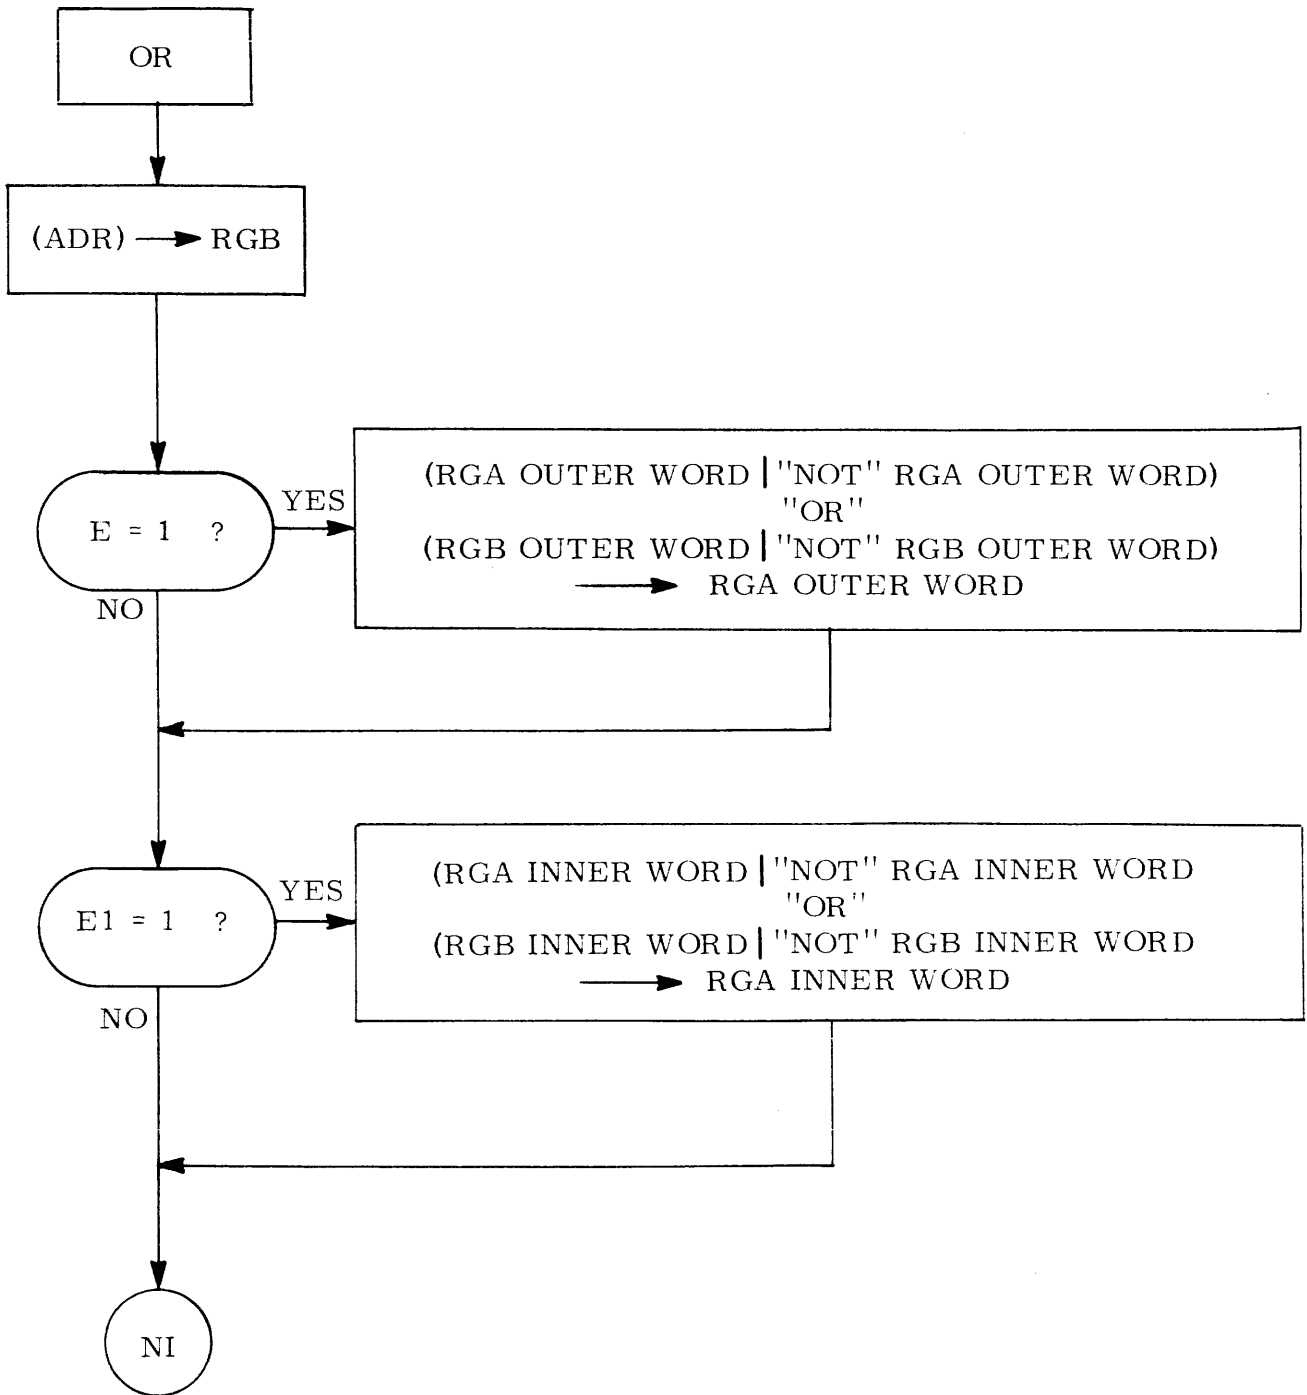 OR
(ADR) → RGB
E = 1 ?
YES
(RGA OUTER WORD | "NOT" RGA OUTER WORD)
"OR"
(RGB OUTER WORD | "NOT" RGB OUTER WORD)
→ RGA OUTER WORD
NO
E1 = 1 ?
YES
(RGA INNER WORD | "NOT" RGA INNER WORD
"OR"
(RGB INNER WORD | "NOT" RGB INNER WORD
→ RGA INNER WORD
NO
NI